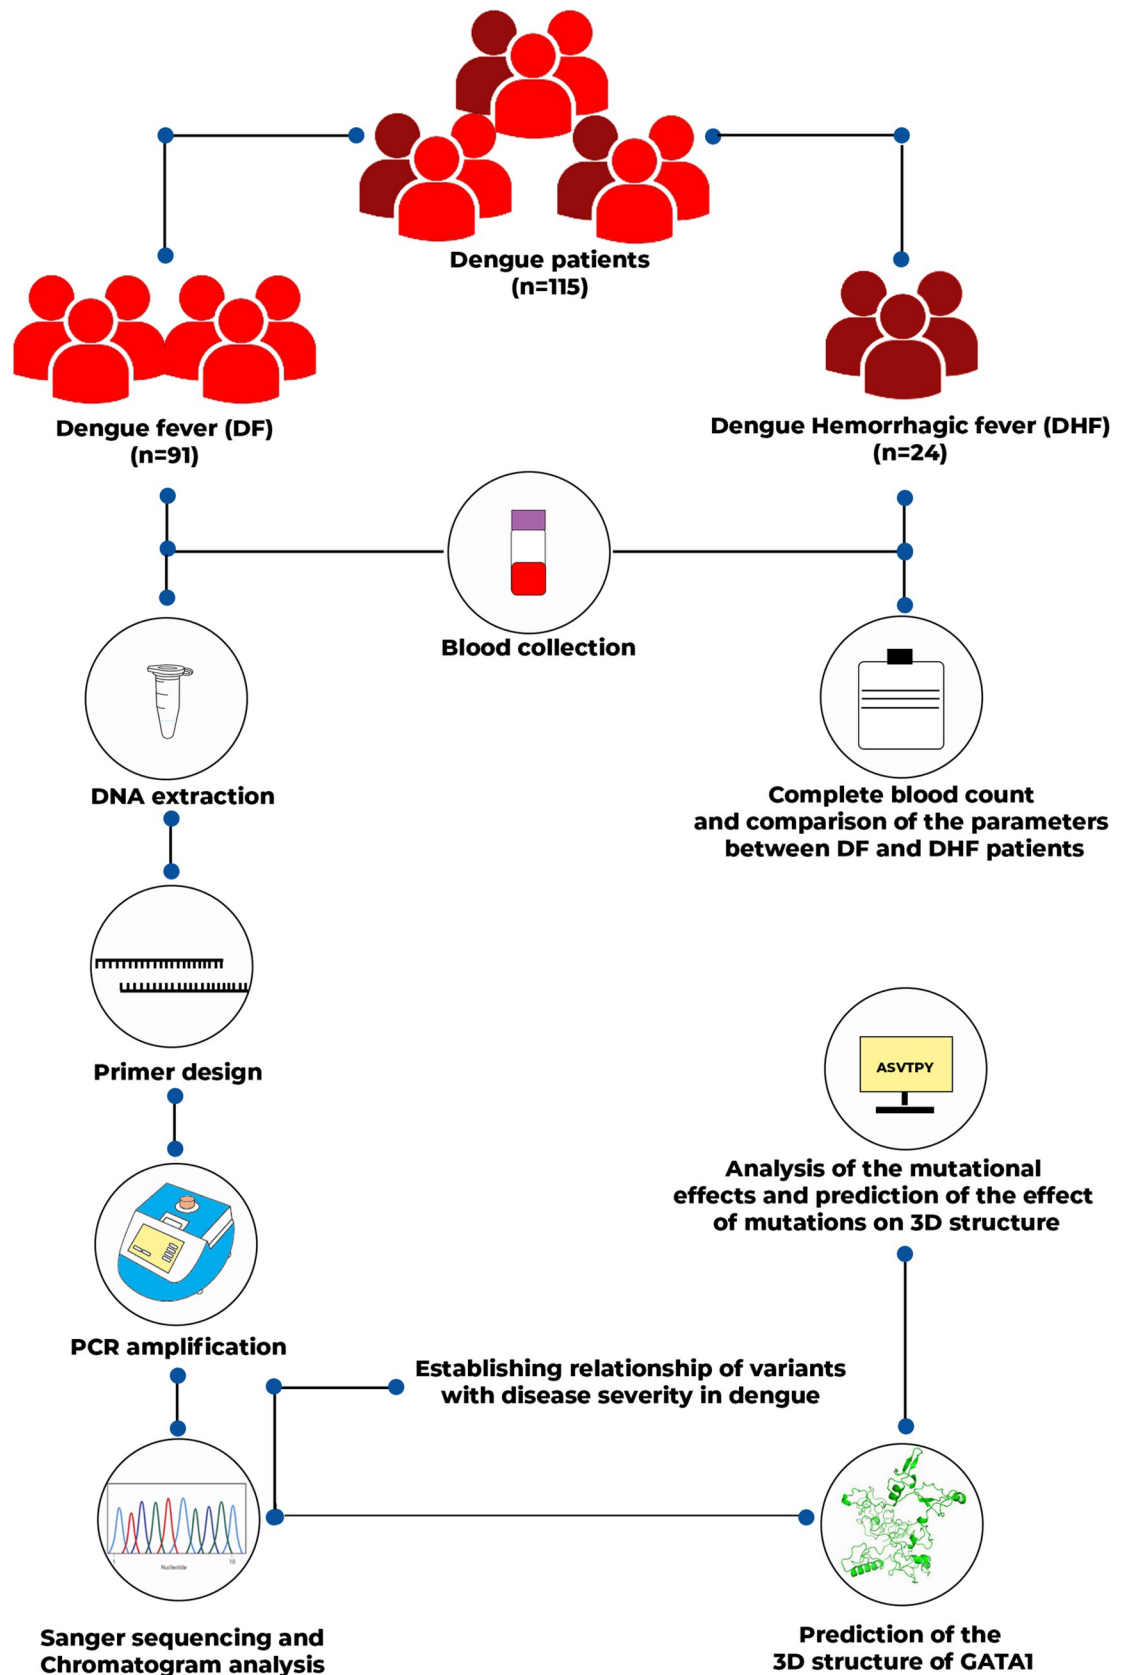 Dengue patients
(n=115)
Dengue fever (DF)
(n=91)
Dengue Hemorrhagic fever (DHF)
(n=24)
Blood collection
DNA extraction
Complete blood count
and comparison of the parameters
between DF and DHF patients
Primer design
ASVTPY
Analysis of the mutational
effects and prediction of the effect
of mutations on 3D structure
PCR amplification
Establishing relationship of variants
with disease severity in dengue
1
10
Nucleotide
Sanger sequencing and
Chromatogram analysis
Prediction of the
3D structure of GATA1